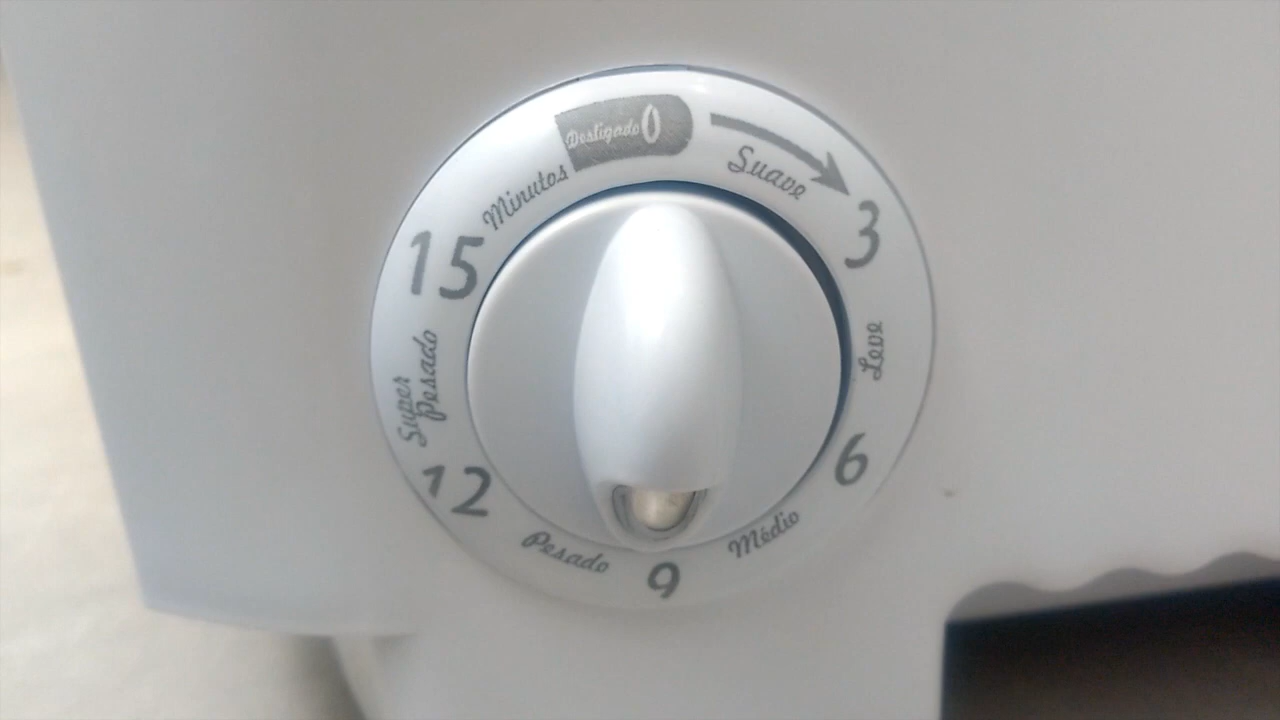 Desligado 0
Suave
3
Leve
6
Médio
9
Pesado
12
Super
Pesado
15
Minutos